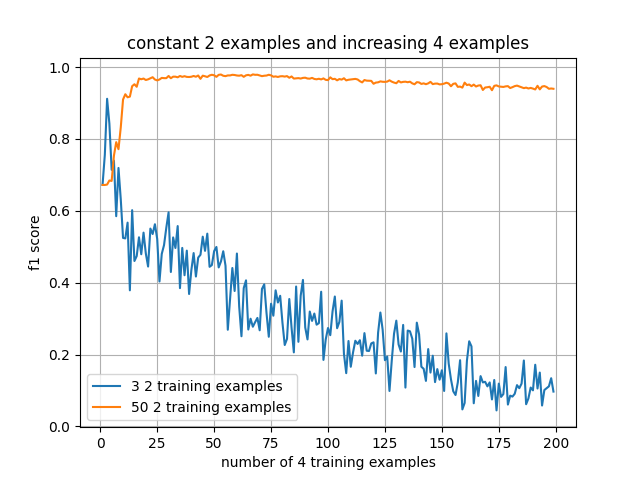 constant 2 examples and increasing 4 examples
f1 score
1.0
0.8
0.6
0.4
0.2
0.0
3 2 training examples
50 2 training examples
0 25 50 75 100 125 150 175 200
number of 4 training examples